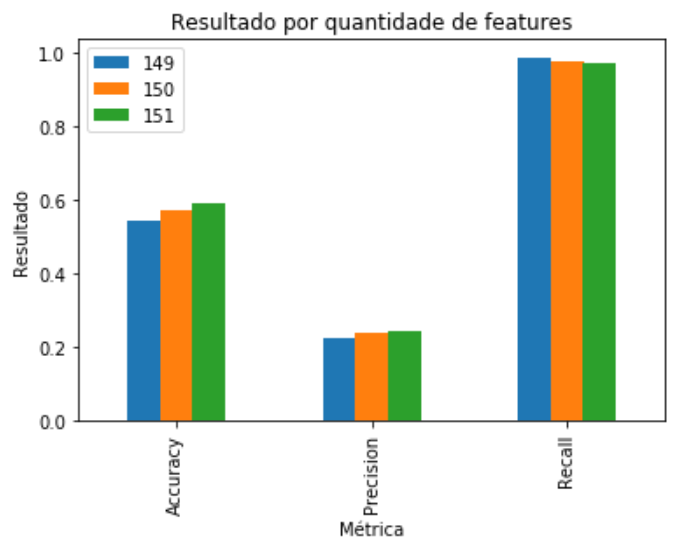 Resultado por quantidade de features
149
150
151
Resultado
1.0
0.8
0.6
0.4
0.2
0.0
Accuracy
Precision
Recall
Métrica